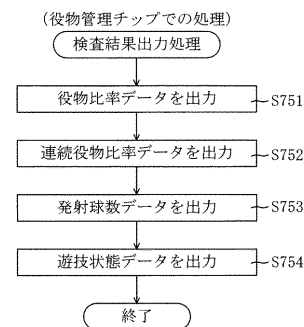 (役物管理チップでの処理)
検査結果出力処理
役物比率データを出力
S751
連続役物比率データを出力
S752
発射球数データを出力
S753
遊技状態データを出力
S754
終了